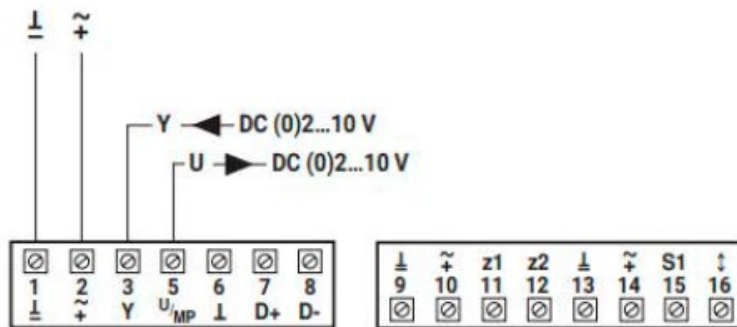 ⊥ ~
– +
Y DC (0)2...10 V
U DC (0)2...10 V
1 2 3 5 6 7 8
⊥ ~+ Y U/MP ⊥ D+ D-
⊥ ~+ z1 z2 ⊥ ~+ S1 ↕
9 10 11 12 13 14 15 16